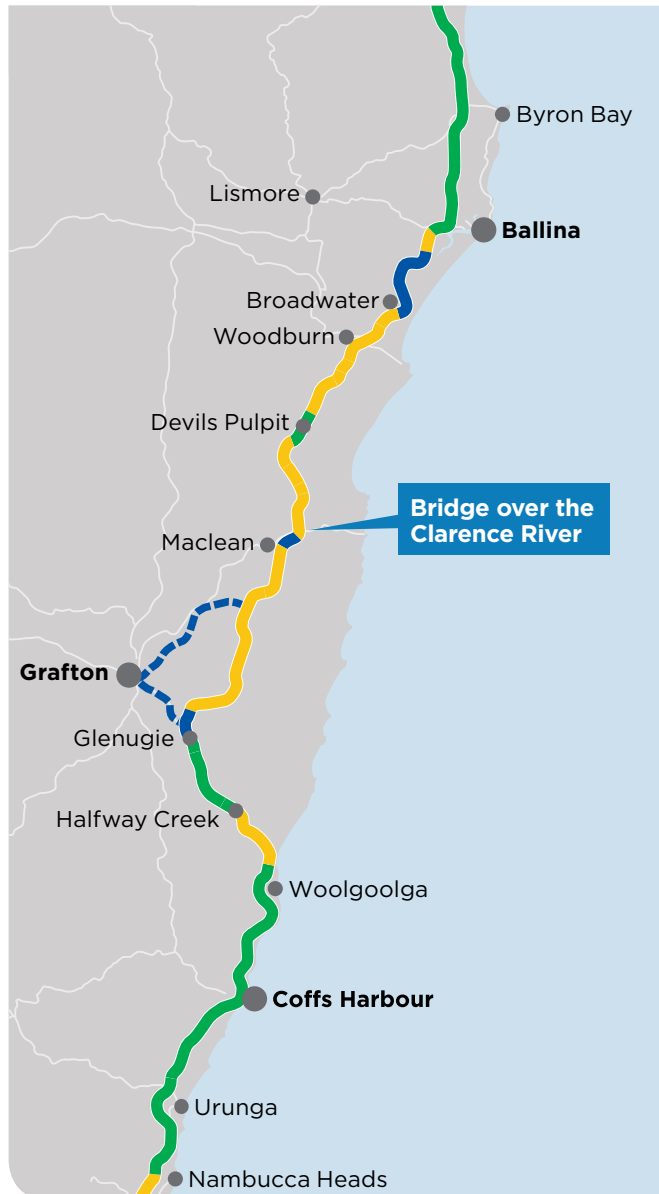 Byron Bay
Lismore
Ballina
Broadwater
Woodburn
Devils Pulpit
Bridge over the
Clarence River
Maclean
Grafton
Glenugie
Halfway Creek
Woolgoolga
Coffs Harbour
Urunga
Nambucca Heads